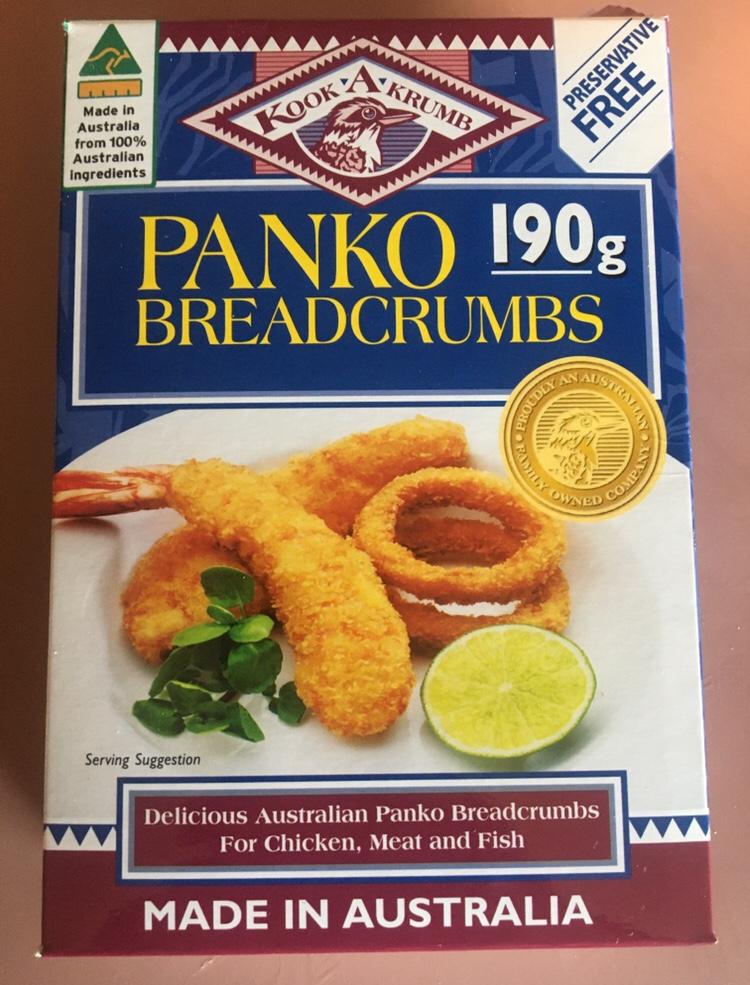 Made in
Australia
from 100%
Australian
ingredients
KOOK·A·KRUMB
PRESERVATIVE
FREE
PANKO 190g
BREADCRUMBS
PROUDLY AN AUSTRALIAN
FAMILY OWNED COMPANY
Serving Suggestion
Delicious Australian Panko Breadcrumbs
For Chicken, Meat and Fish
MADE IN AUSTRALIA